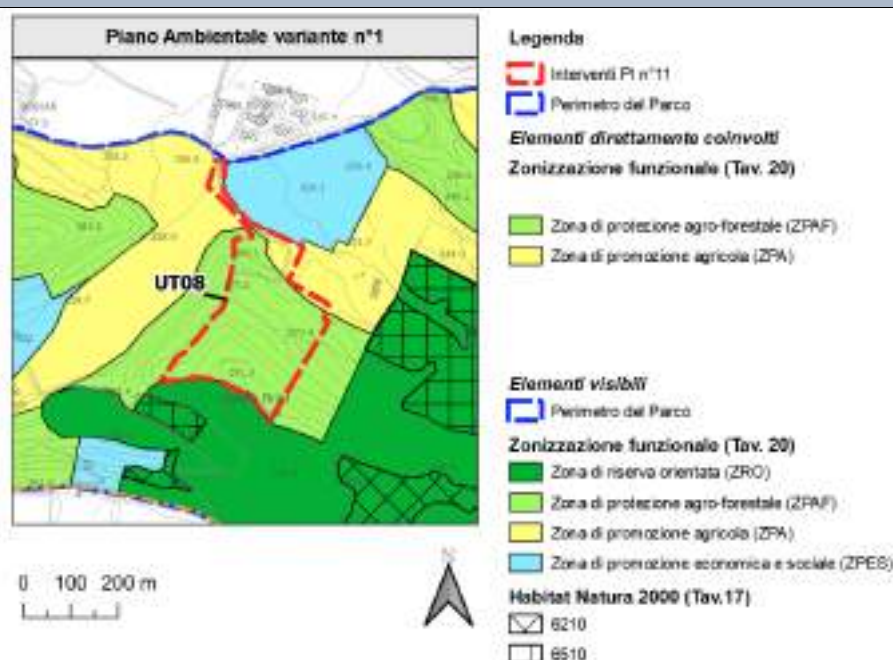 Piano Ambientale variante n°1
UT08
0 100 200 m
N
Legenda
Interventi PI n°11
Perimetro del Parco
Elementi direttamente coinvolti
Zonizzazione funzionale (Tav. 20)
Zona di protezione agro-forestale (ZPAF)
Zona di promozione agricola (ZPA)
Elementi visibili
Perimetro del Parco
Zonizzazione funzionale (Tav. 20)
Zona di riserva orientata (ZRO)
Zona di protezione agro-forestale (ZPAF)
Zona di promozione agricola (ZPA)
Zona di promozione economica e sociale (ZPES)
Habitat Natura 2000 (Tav.17)
6210
6510